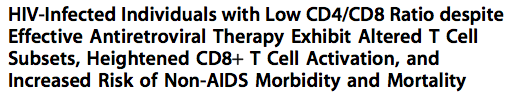 HIV-Infected Individuals with Low CD4/CD8 Ratio despite
Effective Antiretroviral Therapy Exhibit Altered T Cell
Subsets, Heightened CD8+ T Cell Activation, and
Increased Risk of Non-AIDS Morbidity and Mortality